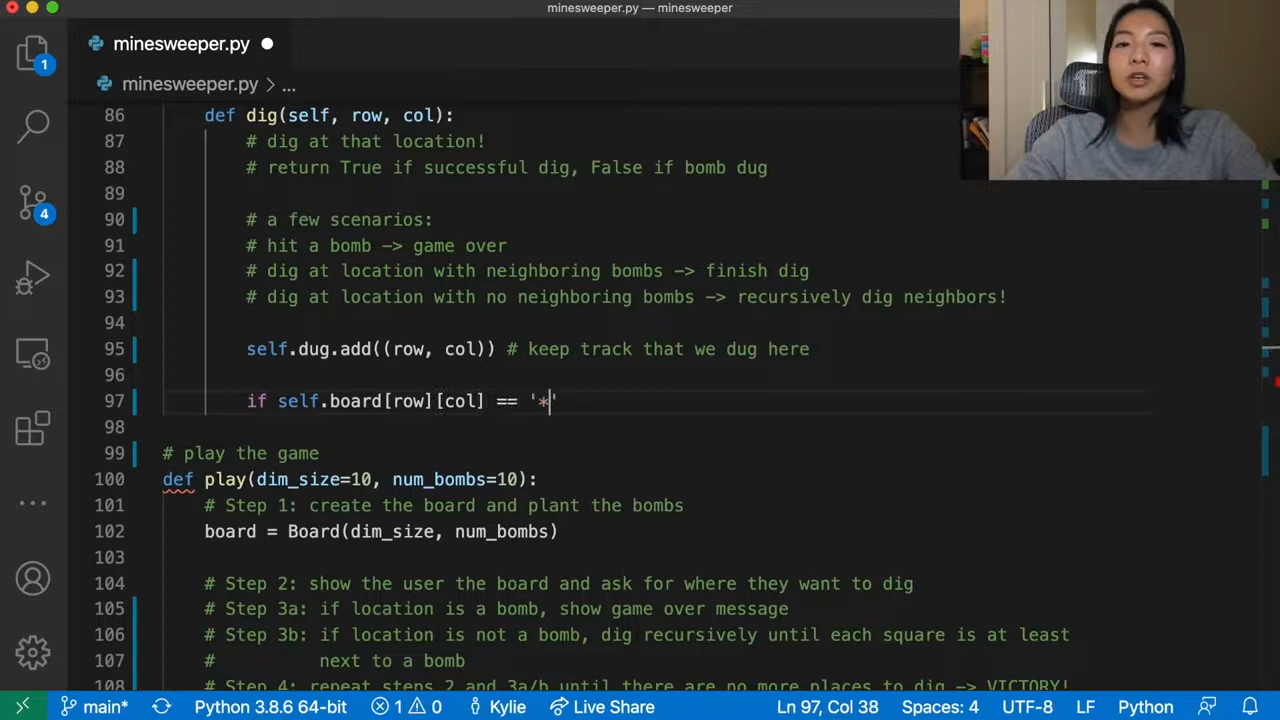 minesweeper.py — minesweeper
minesweeper.py
1
minesweeper.py > ...
86 def dig(self, row, col):
87 # dig at that location!
88 # return True if successful dig, False if bomb dug
89
90 # a few scenarios:
91 # hit a bomb -> game over
92 # dig at location with neighboring bombs -> finish dig
93 # dig at location with no neighboring bombs -> recursively dig neighbors!
94
95 self.dug.add((row, col)) # keep track that we dug here
96
97 if self.board[row][col] == '*'
98
99 # play the game
100 def play(dim_size=10, num_bombs=10):
101 # Step 1: create the board and plant the bombs
102 board = Board(dim_size, num_bombs)
103
104 # Step 2: show the user the board and ask for where they want to dig
105 # Step 3a: if location is a bomb, show game over message
106 # Step 3b: if location is not a bomb, dig recursively until each square is at least
107 # next to a bomb
108 # Step 4: repeat steps 2 and 3a/b until there are no more places to dig -> VICTORY!
4
main* Python 3.8.6 64-bit 1 0 Kylie Live Share Ln 97, Col 38 Spaces: 4 UTF-8 LF Python